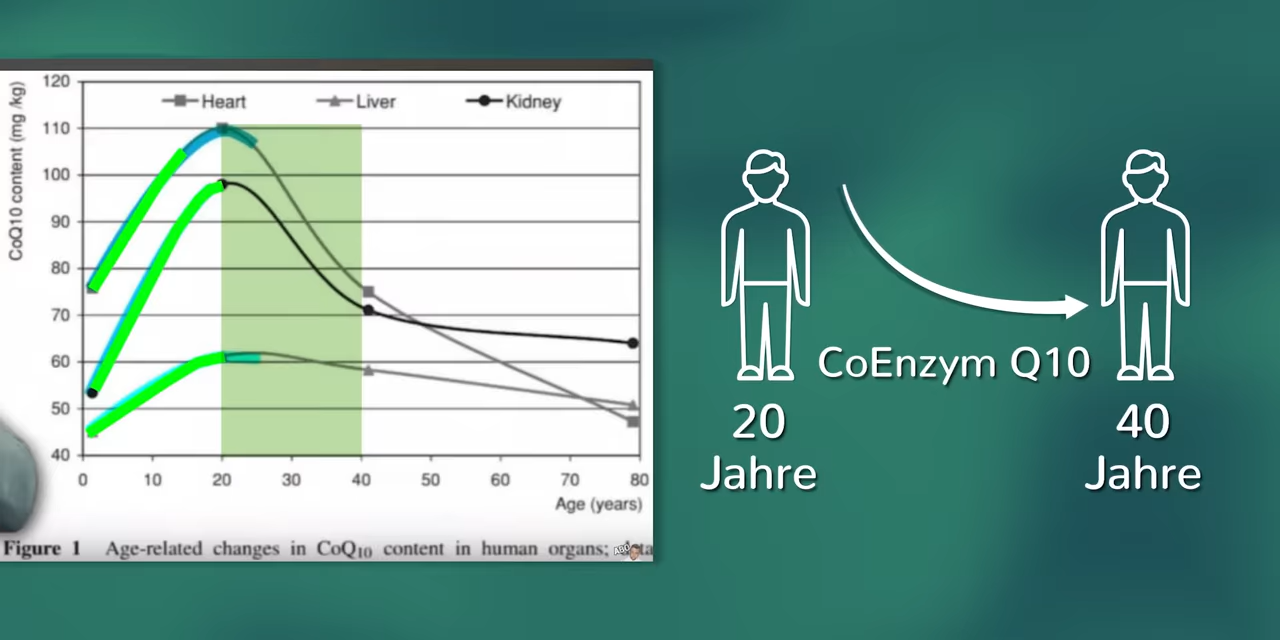 120
110
100
90
80
70
60
50
40
CoQ10 content (mg /kg)
Heart
Liver
Kidney
0 10 20 30 40 50 60 70 80
Age (years)
Figure 1 Age-related changes in CoQ10 content in human organs;
ABO
CoEnzym Q10
20
Jahre
40
Jahre